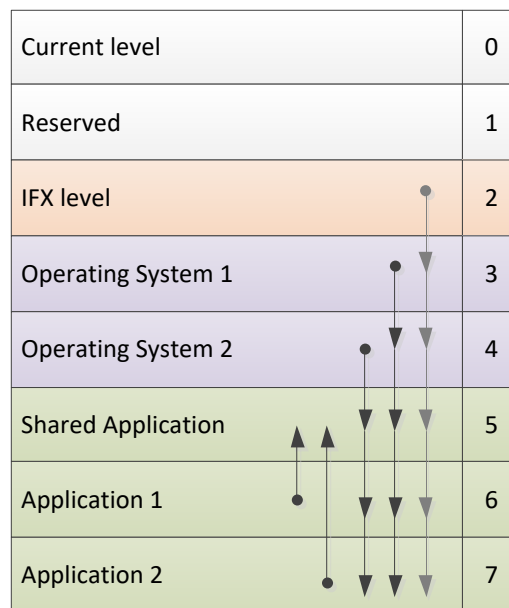 Current level 0
Reserved 1
IFX level 2
Operating System 1 3
Operating System 2 4
Shared Application 5
Application 1 6
Application 2 7